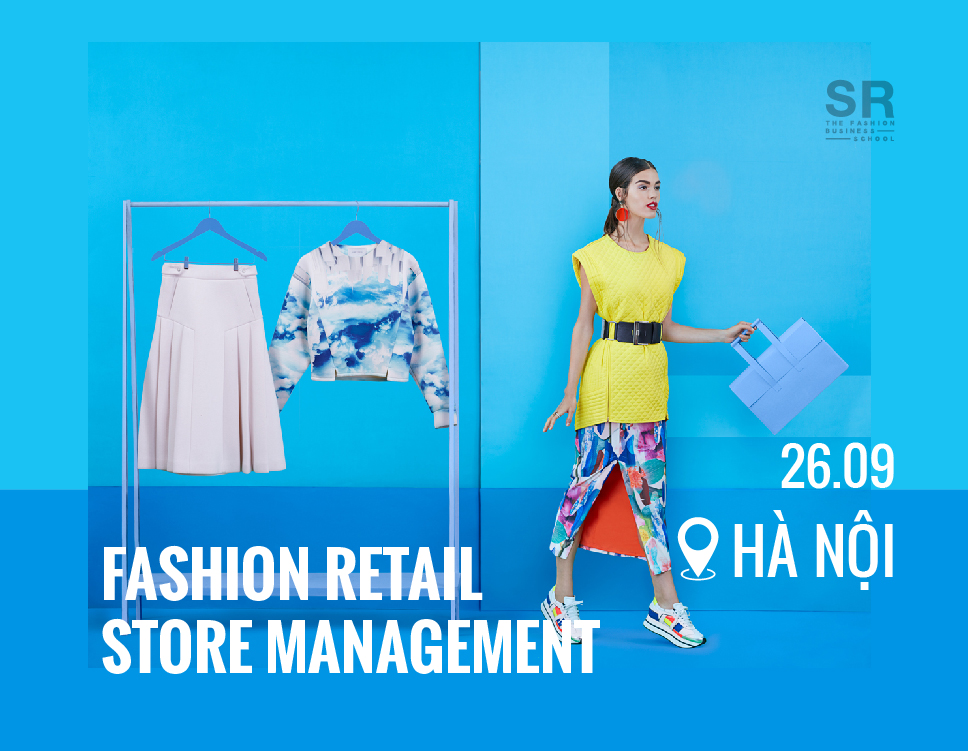 SR
THE FASHION
BUSINESS
SCHOOL
26.09
HÀ NỘI
FASHION RETAIL
STORE MANAGEMENT